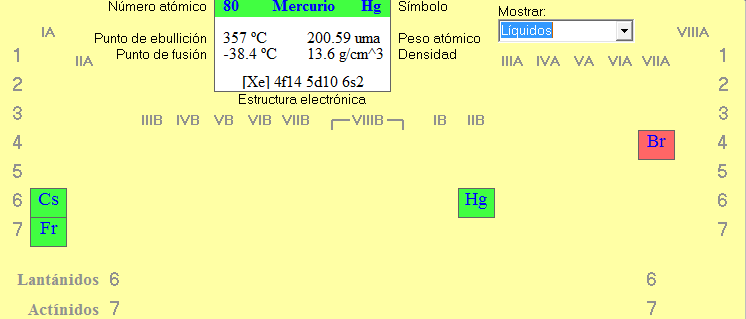 Número atómico 80 Mercurio Hg Símbolo
Mostrar:
Líquidos
Punto de ebullición 357 ºC 200.59 uma Peso atómico
Punto de fusión -38.4 ºC 13.6 g/cm^3 Densidad
[Xe] 4f14 5d10 6s2
Estructura electrónica
IA VIIIA
1 IIA IIIA IVA VA VIA VIIA 1
2 2
3 3
IIIB IVB VB VIB VIIB VIIIB IB IIB
4 Br 4
5 5
6 Cs Hg 6
7 Fr 7
Lantánidos 6 6
Actínidos 7 7